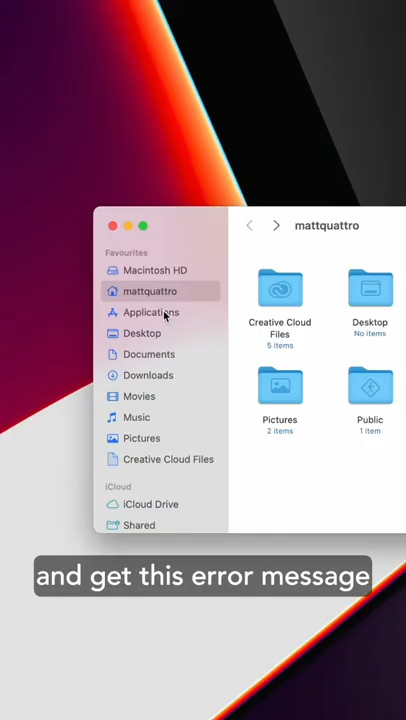 mattquattro
Favourites
Macintosh HD
mattquattro
Applications
Desktop
Documents
Downloads
Movies
Music
Pictures
Creative Cloud Files
iCloud
iCloud Drive
Shared
Creative Cloud
Files
5 items
Desktop
No items
Pictures
2 items
Public
1 item
and get this error message